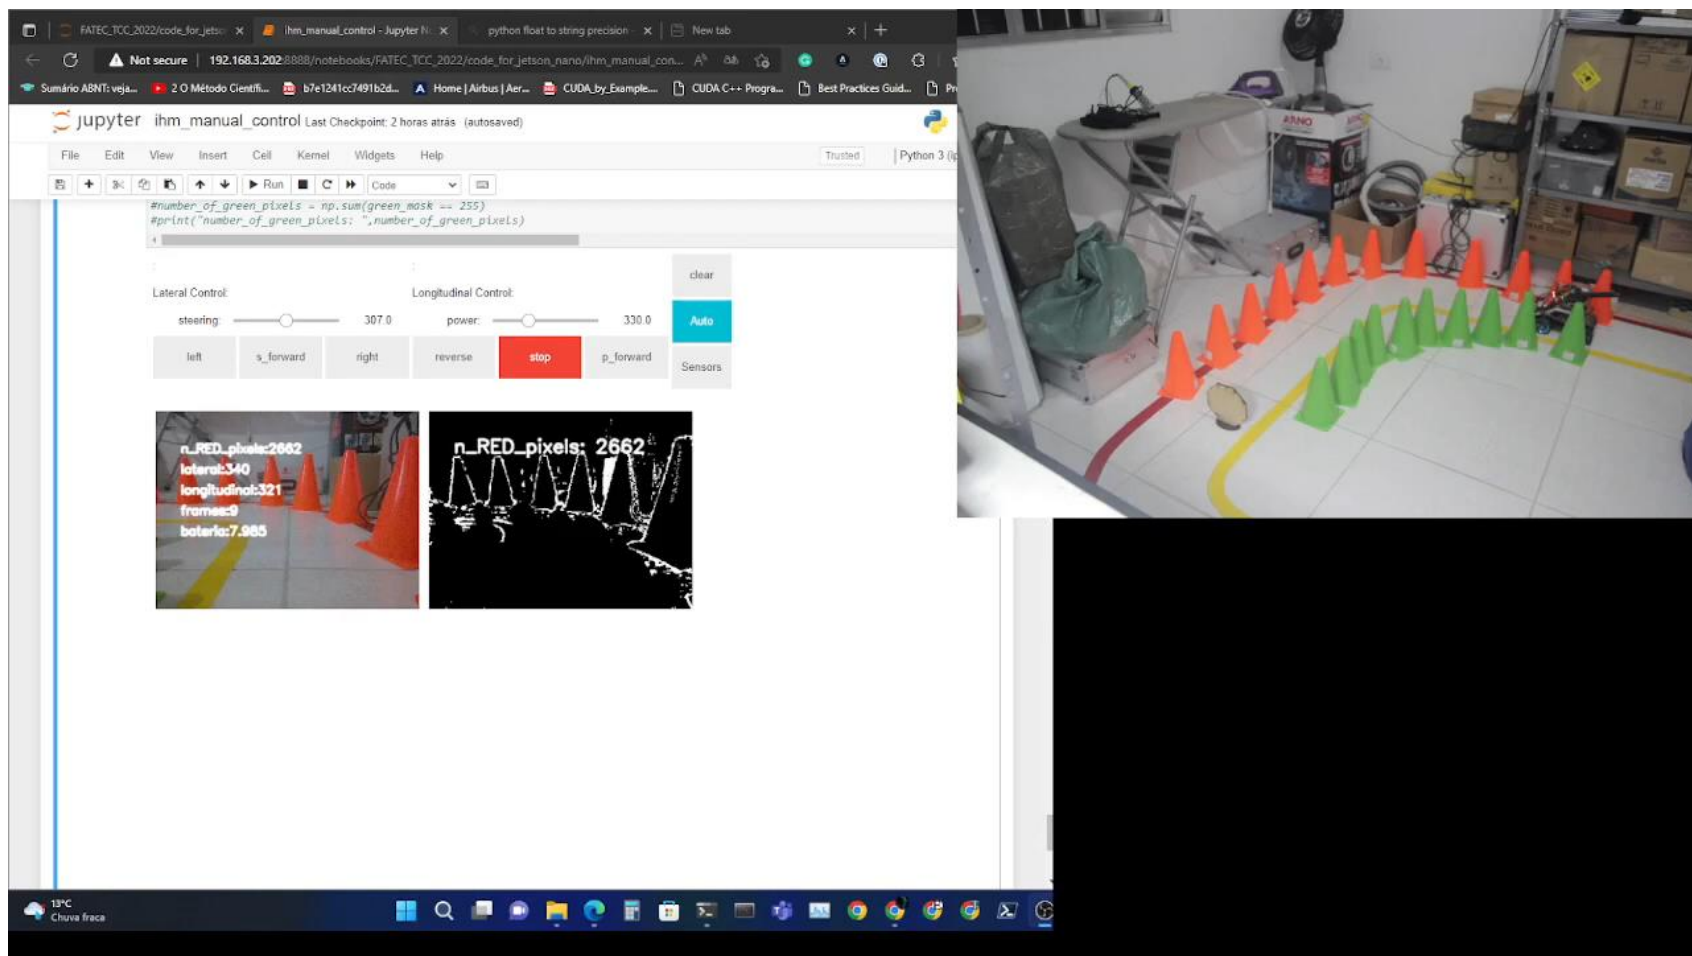 FATEC_TCC_2022/code_for_jetso
ihm_manual_control - Jupyter N
python float to string precision
New tab
Not secure
192.168.3.202:8888/notebooks/FATEC_TCC_2022/code_for_jetson_nano/ihm_manual_con...
Sumário ABNT: veja...
2 O Método Científi...
b7e1241cc7491b2d...
Home | Airbus | Aer...
CUDA_by_Example....
CUDA C++ Progra...
Best Practices Guid...
jupyter ihm_manual_control Last Checkpoint: 2 horas atrás (autosaved)
File Edit View Insert Cell Kernel Widgets Help
Trusted
Python 3 (ip
Run
Code
#number_of_green_pixels = np.sum(green_mask == 255)
#print("number_of_green_pixels: ",number_of_green_pixels)
clear
Lateral Control:
Longitudinal Control:
steering: 307.0
power: 330.0
Auto
left s_forward right reverse stop p_forward
Sensors
n_RED_pixels:2662
lateral:340
longitudinal:321
frames:9
bateria:7.985
n_RED_pixels: 2662
ARNO
13°C
Chuva fraca